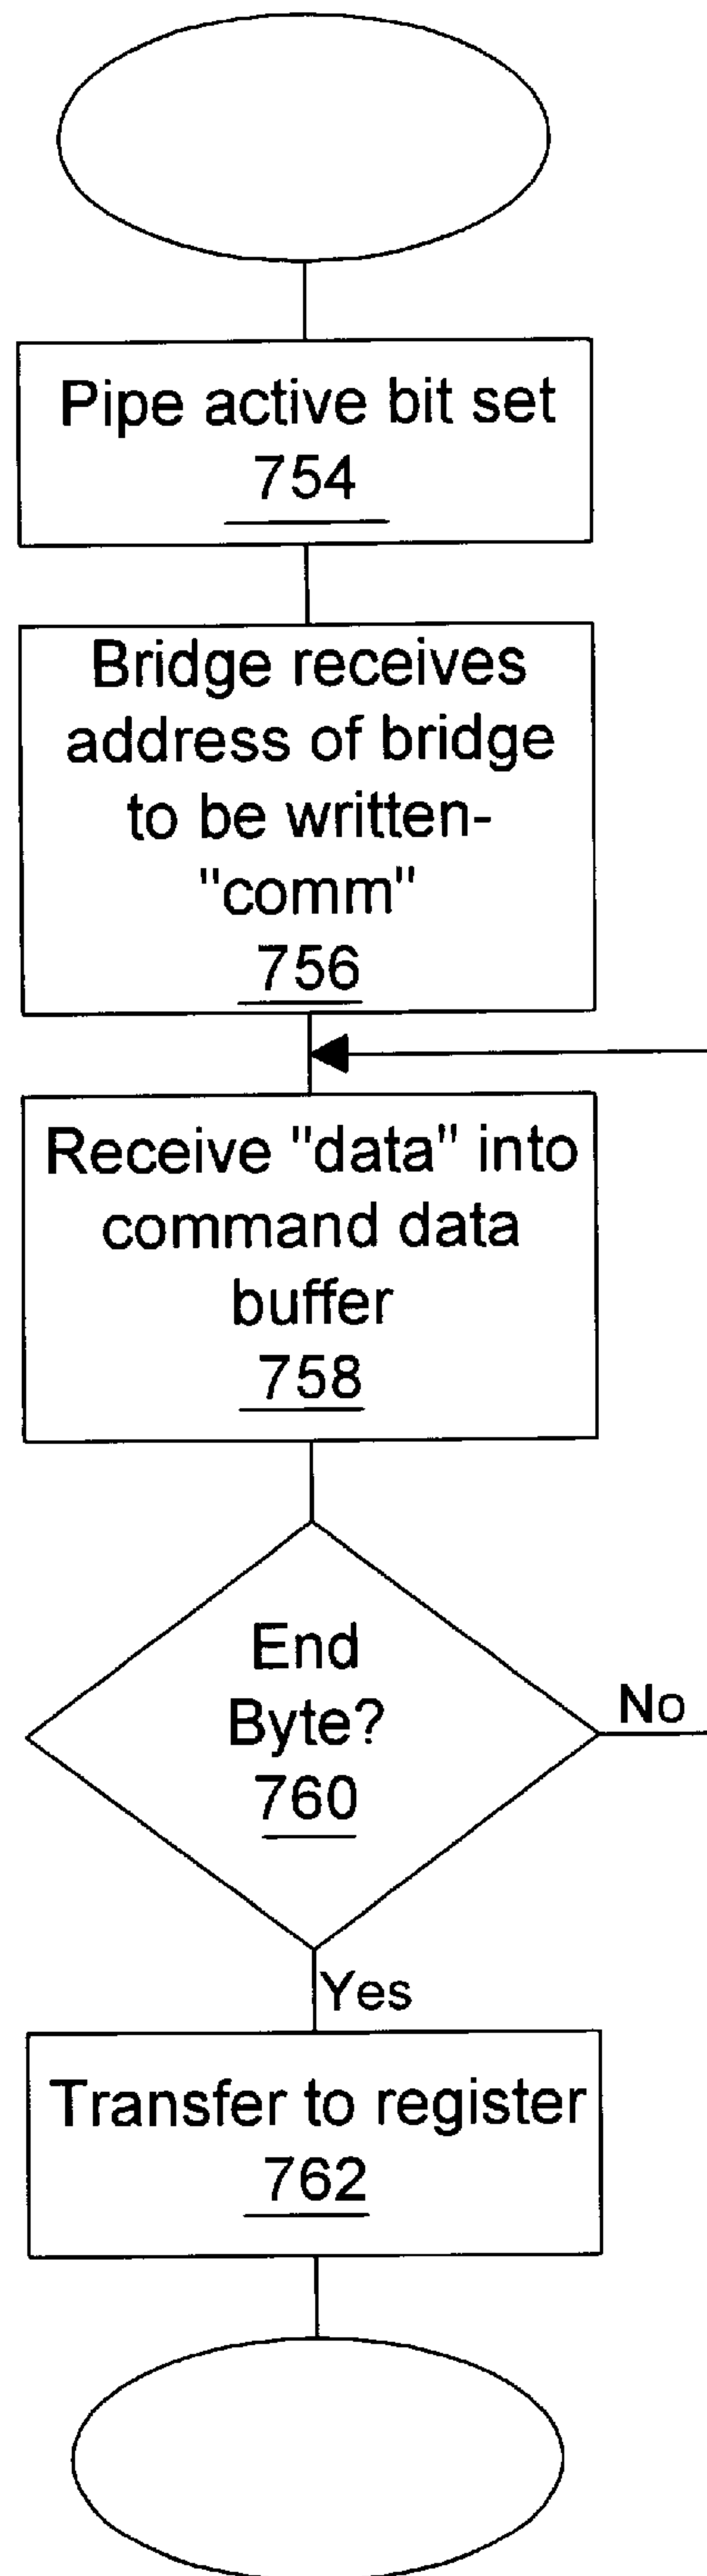 Pipe active bit set
754
Bridge receives
address of bridge
to be written-
"comm"
756
Receive "data" into
command data
buffer
758
End
Byte?
760
No
Yes
Transfer to register
762